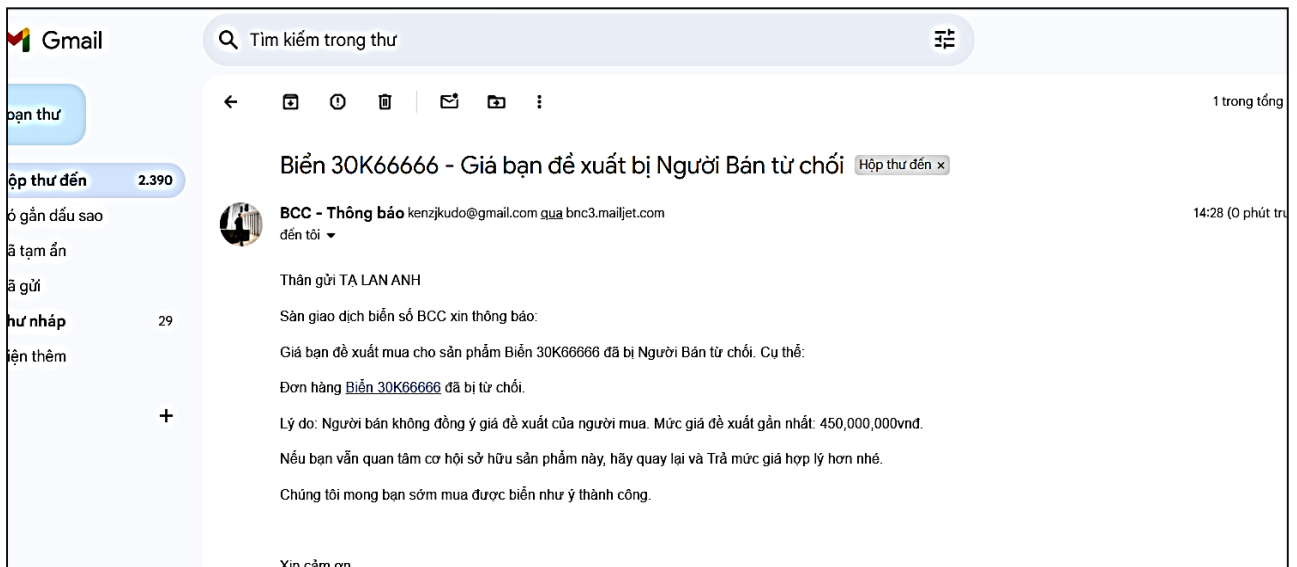 Gmail
Tìm kiếm trong thư
oạn thư
1 trong tổng
Biển 30K66666 - Giá bạn đề xuất bị Người Bán từ chối Hộp thư đến ×
ộp thư đến 2.390
BCC - Thông báo kenzjkudo@gmail.com qua bnc3.mailjet.com 14:28 (0 phút trư
ó gắn dấu sao
đến tôi
ã tạm ẩn
Thân gửi TẠ LAN ANH
ã gửi
Sàn giao dịch biển số BCC xin thông báo:
hư nháp 29
Giá bạn đề xuất mua cho sản phẩm Biển 30K66666 đã bị Người Bán từ chối. Cụ thể:
iện thêm
Đơn hàng Biển 30K66666 đã bị từ chối.
Lý do: Người bán không đồng ý giá đề xuất của người mua. Mức giá đề xuất gần nhất: 450,000,000vnđ.
Nếu bạn vẫn quan tâm cơ hội sở hữu sản phẩm này, hãy quay lại và Trả mức giá hợp lý hơn nhé.
Chúng tôi mong bạn sớm mua được biển như ý thành công.
Xin cảm ơn